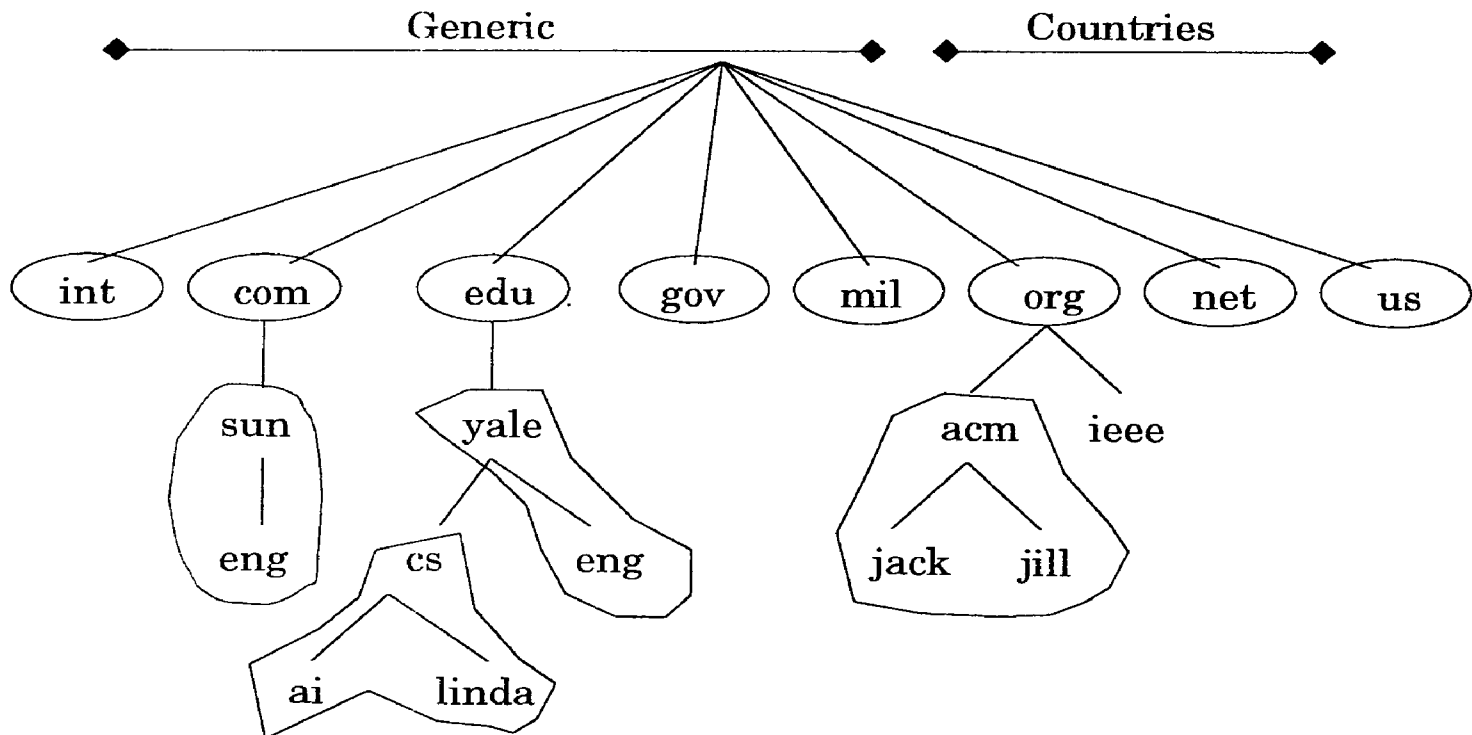 Generic Countries
int com edu gov mil org net us
sun yale acm ieee
eng cs eng jack jill
ai linda